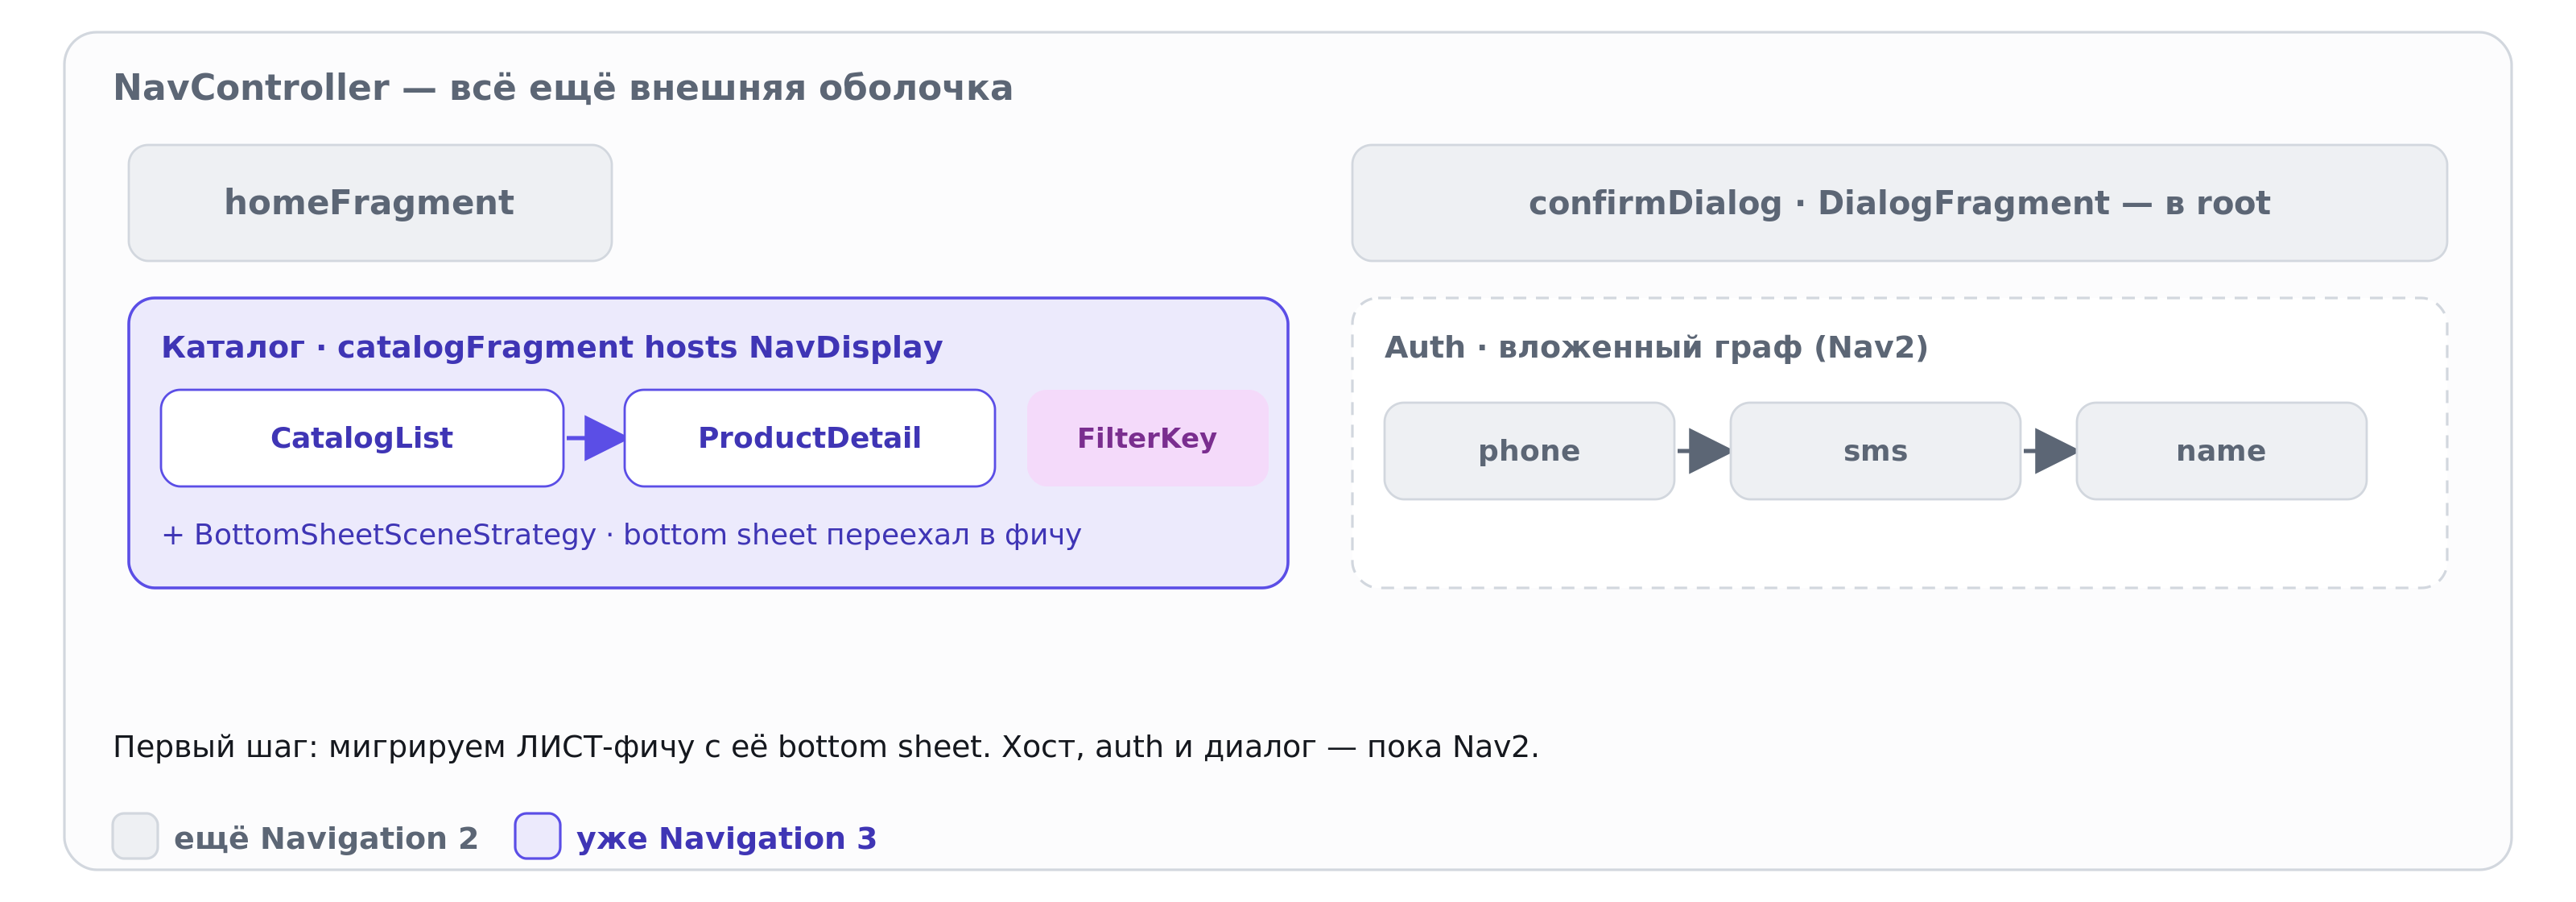 NavController — всё ещё внешняя оболочка
homeFragment
confirmDialog · DialogFragment — в root
Каталог · catalogFragment hosts NavDisplay
CatalogList
ProductDetail
FilterKey
+ BottomSheetSceneStrategy · bottom sheet переехал в фичу
Auth · вложенный граф (Nav2)
phone
sms
name
Первый шаг: мигрируем ЛИСТ-фичу с её bottom sheet. Хост, auth и диалог — пока Nav2.
ещё Navigation 2
уже Navigation 3